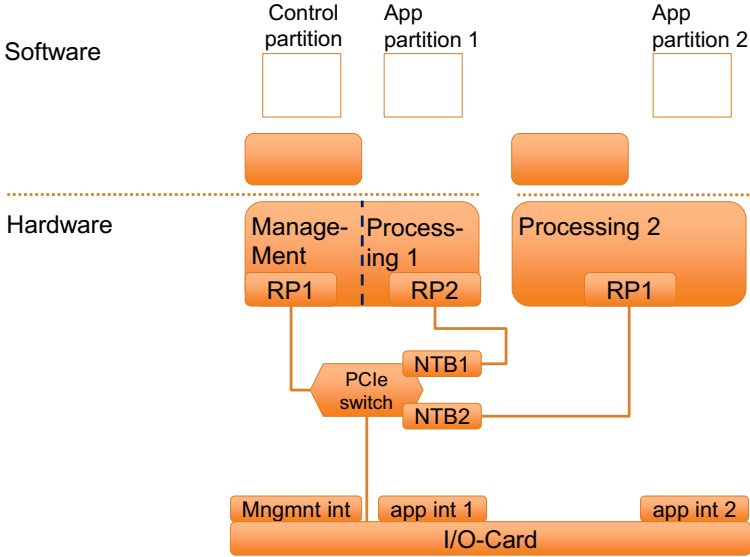 Control
partition
App
partition 1
App
partition 2
Software
Hardware
Manage-
Ment
Process-
ing 1
Processing 2
RP1
RP2
RP1
NTB1
PCIe
switch
NTB2
Mngmnt int
app int 1
app int 2
I/O-Card